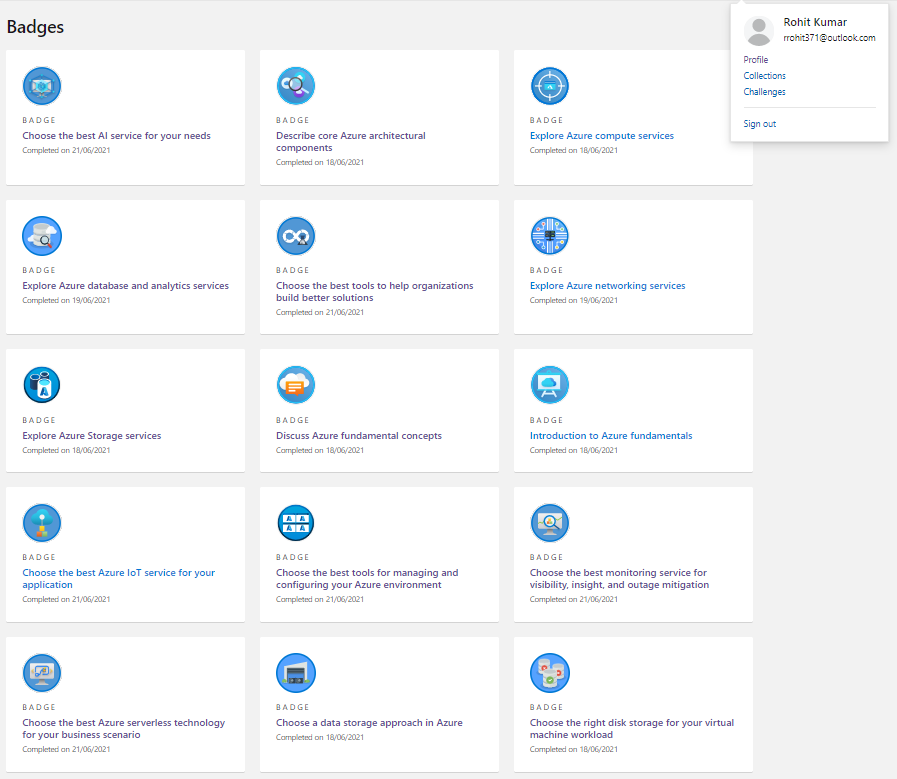 Badges
Rohit Kumar
rrohit371@outlook.com
Profile
Collections
Challenges
Sign out
BADGE
Choose the best AI service for your needs
Completed on 21/06/2021
BADGE
Describe core Azure architectural
components
Completed on 18/06/2021
BADGE
Explore Azure compute services
Completed on 18/06/2021
BADGE
Explore Azure database and analytics services
Completed on 19/06/2021
BADGE
Choose the best tools to help organizations
build better solutions
Completed on 21/06/2021
BADGE
Explore Azure networking services
Completed on 19/06/2021
BADGE
Explore Azure Storage services
Completed on 18/06/2021
BADGE
Discuss Azure fundamental concepts
Completed on 18/06/2021
BADGE
Introduction to Azure fundamentals
Completed on 18/06/2021
BADGE
Choose the best Azure IoT service for your
application
Completed on 21/06/2021
BADGE
Choose the best tools for managing and
configuring your Azure environment
Completed on 21/06/2021
BADGE
Choose the best monitoring service for
visibility, insight, and outage mitigation
Completed on 21/06/2021
BADGE
Choose the best Azure serverless technology
for your business scenario
Completed on 21/06/2021
BADGE
Choose a data storage approach in Azure
Completed on 18/06/2021
BADGE
Choose the right disk storage for your virtual
machine workload
Completed on 18/06/2021